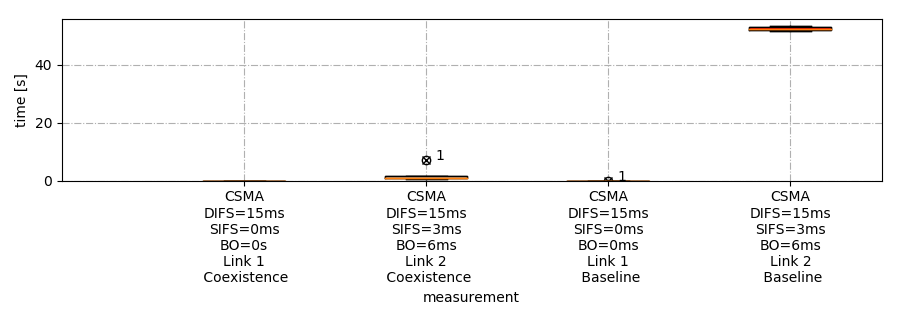 time [s]
40
20
0
1
1
CSMA
DIFS=15ms
SIFS=0ms
BO=0s
Link 1
Coexistence
CSMA
DIFS=15ms
SIFS=3ms
BO=6ms
Link 2
Coexistence
CSMA
DIFS=15ms
SIFS=0ms
BO=0ms
Link 1
Baseline
CSMA
DIFS=15ms
SIFS=3ms
BO=6ms
Link 2
Baseline
measurement